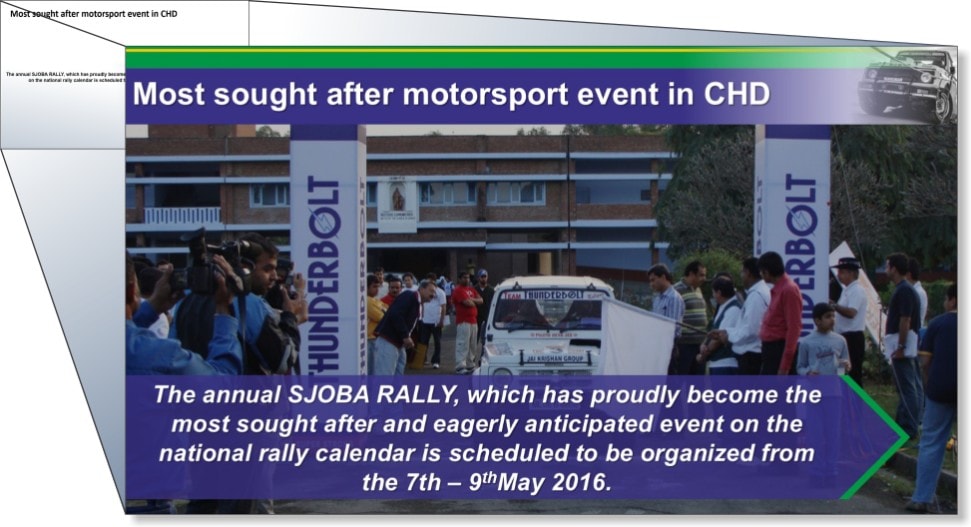 Most sought after motorsport event in CHD
The annual SJOBA RALLY, which has proudly become
on the national rally calendar is scheduled
Most sought after motorsport event in CHD
THUNDERBOLT
THUNDERBOLT
TEAM THUNDERBOLT
JAI KRISHAN GROUP
The annual SJOBA RALLY, which has proudly become the
most sought after and eagerly anticipated event on the
national rally calendar is scheduled to be organized from
the 7th – 9thMay 2016.